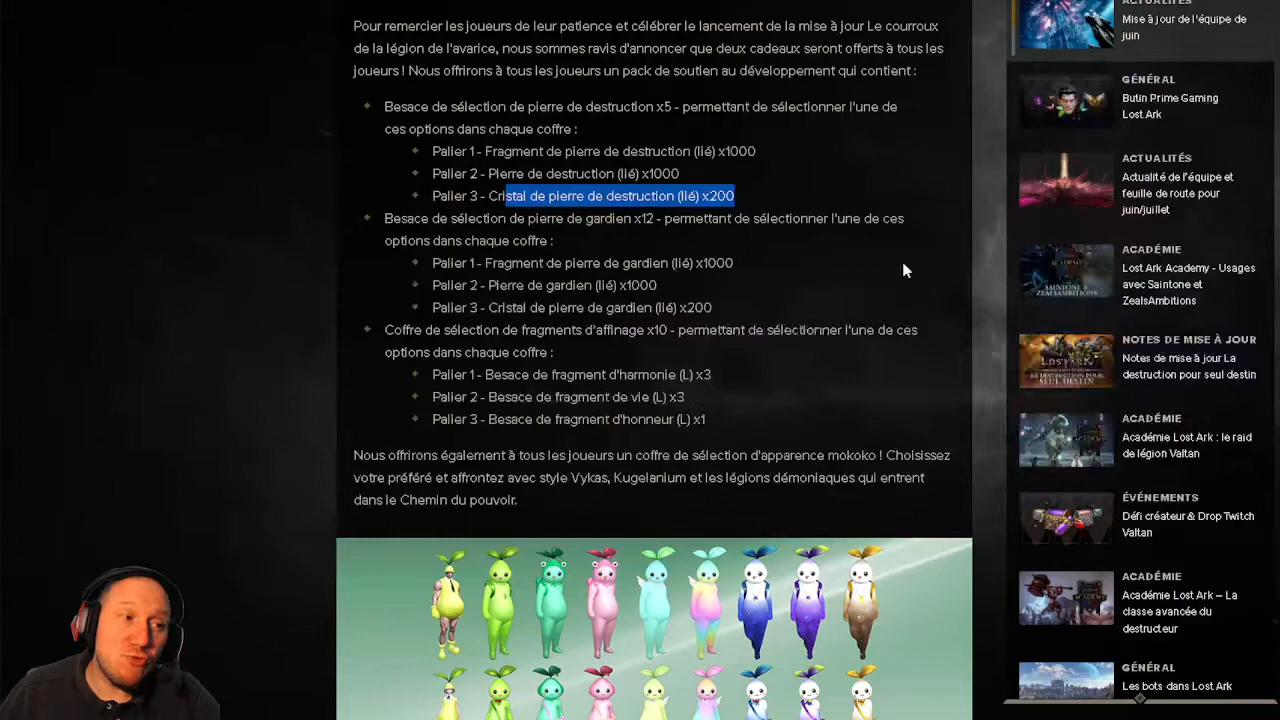 Pour remercier les joueurs de leur patience et célébrer le lancement de la mise à jour Le courroux
de la légion de l'avarice, nous sommes ravis d'annoncer que deux cadeaux seront offerts à tous les
joueurs ! Nous offrirons à tous les joueurs un pack de soutien au développement qui contient :
Besace de sélection de pierre de destruction x5 - permettant de sélectionner l'une de
ces options dans chaque coffre :
Palier 1 - Fragment de pierre de destruction (lié) x1000
Palier 2 - Pierre de destruction (lié) x1000
Palier 3 - Cristal de pierre de destruction (lié) x200
Besace de sélection de pierre de gardien x12 - permettant de sélectionner l'une de ces
options dans chaque coffre :
Palier 1 - Fragment de pierre de gardien (lié) x1000
Palier 2 - Pierre de gardien (lié) x1000
Palier 3 - Cristal de pierre de gardien (lié) x200
Coffre de sélection de fragments d'affinage x10 - permettant de sélectionner l'une de ces
options dans chaque coffre :
Palier 1 - Besace de fragment d'harmonie (L) x3
Palier 2 - Besace de fragment de vie (L) x3
Palier 3 - Besace de fragment d'honneur (L) x1
Nous offrirons également à tous les joueurs un coffre de sélection d'apparence mokoko ! Choisissez
votre préféré et affrontez avec style Vykas, Kugelanium et les légions démoniaques qui entrent
dans le Chemin du pouvoir.
ACTUALITÉS
Mise à jour de l'équipe de
juin
GÉNÉRAL
Butin Prime Gaming
Lost Ark
ACTUALITÉS
Actualité de l'équipe et
feuille de route pour
juin/juillet
ACADÉMIE
Lost Ark Academy - Usages
avec Saintone et
ZealsAmbitions
NOTES DE MISE À JOUR
Notes de mise à jour La
destruction pour seul destin
ACADÉMIE
Académie Lost Ark : le raid
de légion Valtan
ÉVÉNEMENTS
Défi créateur & Drop Twitch
Valtan
ACADÉMIE
Académie Lost Ark – La
classe avancée du
destructeur
GÉNÉRAL
Les bots dans Lost Ark